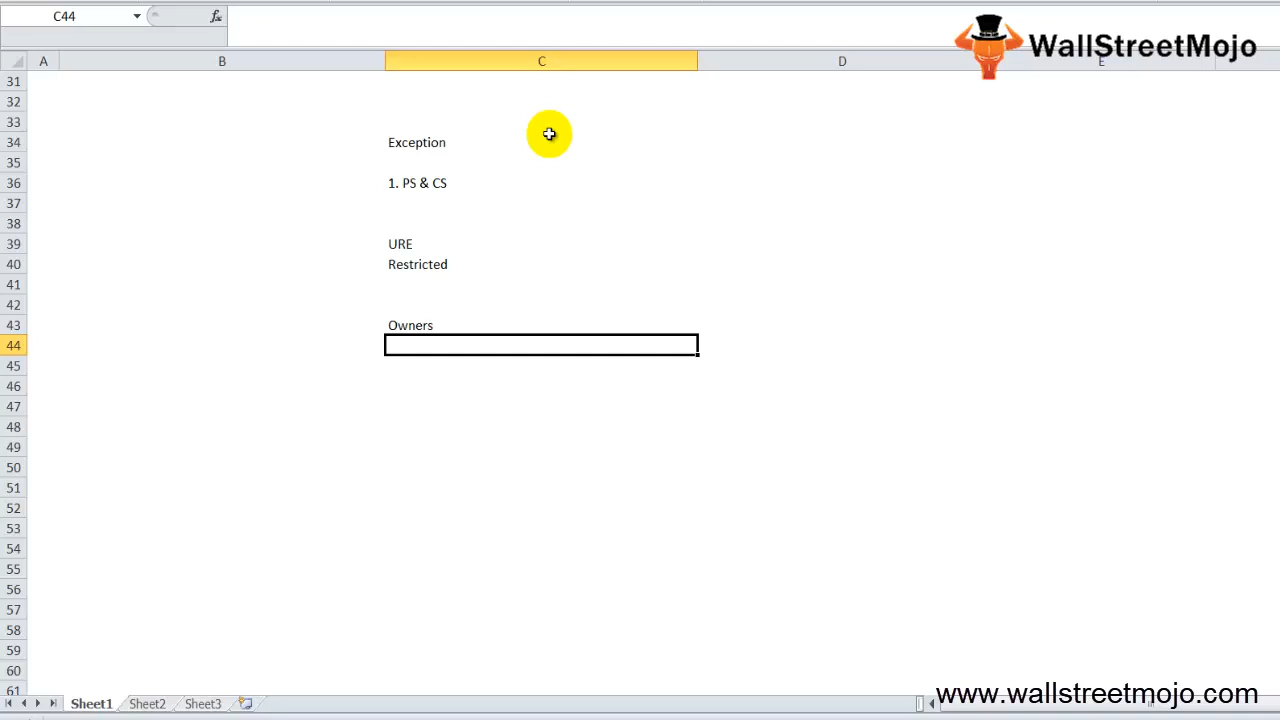 C44
fx
WallStreetMojo
A B C D E
31
32
33
34 Exception
35
36 1. PS & CS
37
38
39 URE
40 Restricted
41
42
43 Owners
44
45
46
47
48
49
50
51
52
53
54
55
56
57
58
59
60
61
Sheet1 Sheet2 Sheet3
www.wallstreetmojo.com